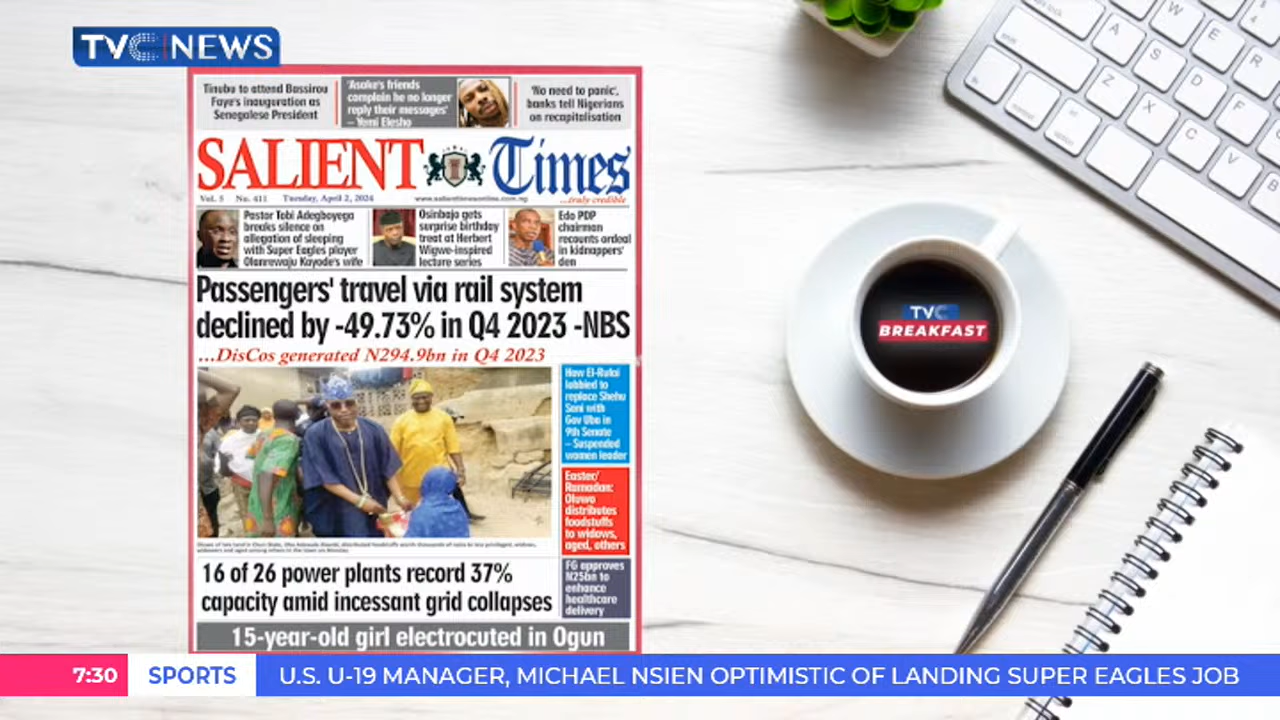 TVC NEWS
Tinubu to attend Bassirou
Faye's inauguration as
Senegalese President
'Asake's friends
complain he no longer
reply their messages'
– Yemi Elesho
'No need to panic',
banks tell Nigerians
on recapitalisation
SALIENT Times
Vol. 5 No. 411 Tuesday, April 2, 2024 www.salienttimesonline.com.ng ...truly credible
Pastor Tobi Adegboyega
breaks silence on
allegation of sleeping
with Super Eagles player
Olanrewaju Kayode's wife
Osinbajo gets
surprise birthday
treat at Herbert
Wigwe-inspired
lecture series
Edo PDP
chairman
recounts ordeal
in kidnappers'
den
Passengers' travel via rail system
declined by -49.73% in Q4 2023 -NBS
...DisCos generated N294.9bn in Q4 2023
How El-Rufai
lobbied to
replace Shehu
Sani with
Gov Uba in
9th Senate
– Suspended
women leader
Easter/
Ramadan:
Oluwo
distributes
foodstuffs
to widows,
aged, others
16 of 26 power plants record 37%
capacity amid incessant grid collapses
FG approves
N25bn to
enhance
healthcare
delivery
15-year-old girl electrocuted in Ogun
TVC
BREAKFAST
7:30 SPORTS U.S. U-19 MANAGER, MICHAEL NSIEN OPTIMISTIC OF LANDING SUPER EAGLES JOB